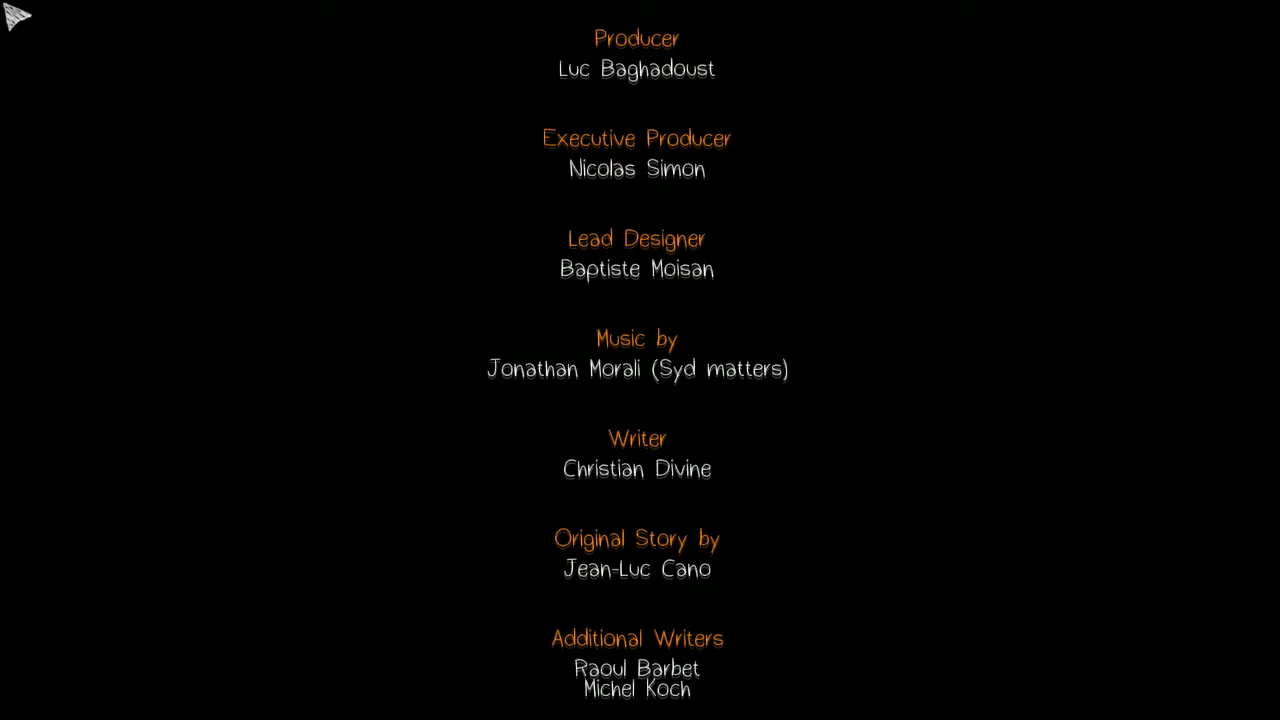 Producer
Luc Baghadoust
Executive Producer
Nicolas Simon
Lead Designer
Baptiste Moisan
Music by
Jonathan Morali (Syd matters)
Writer
Christian Divine
Original Story by
Jean-Luc Cano
Additional Writers
Raoul Barbet
Michel Koch